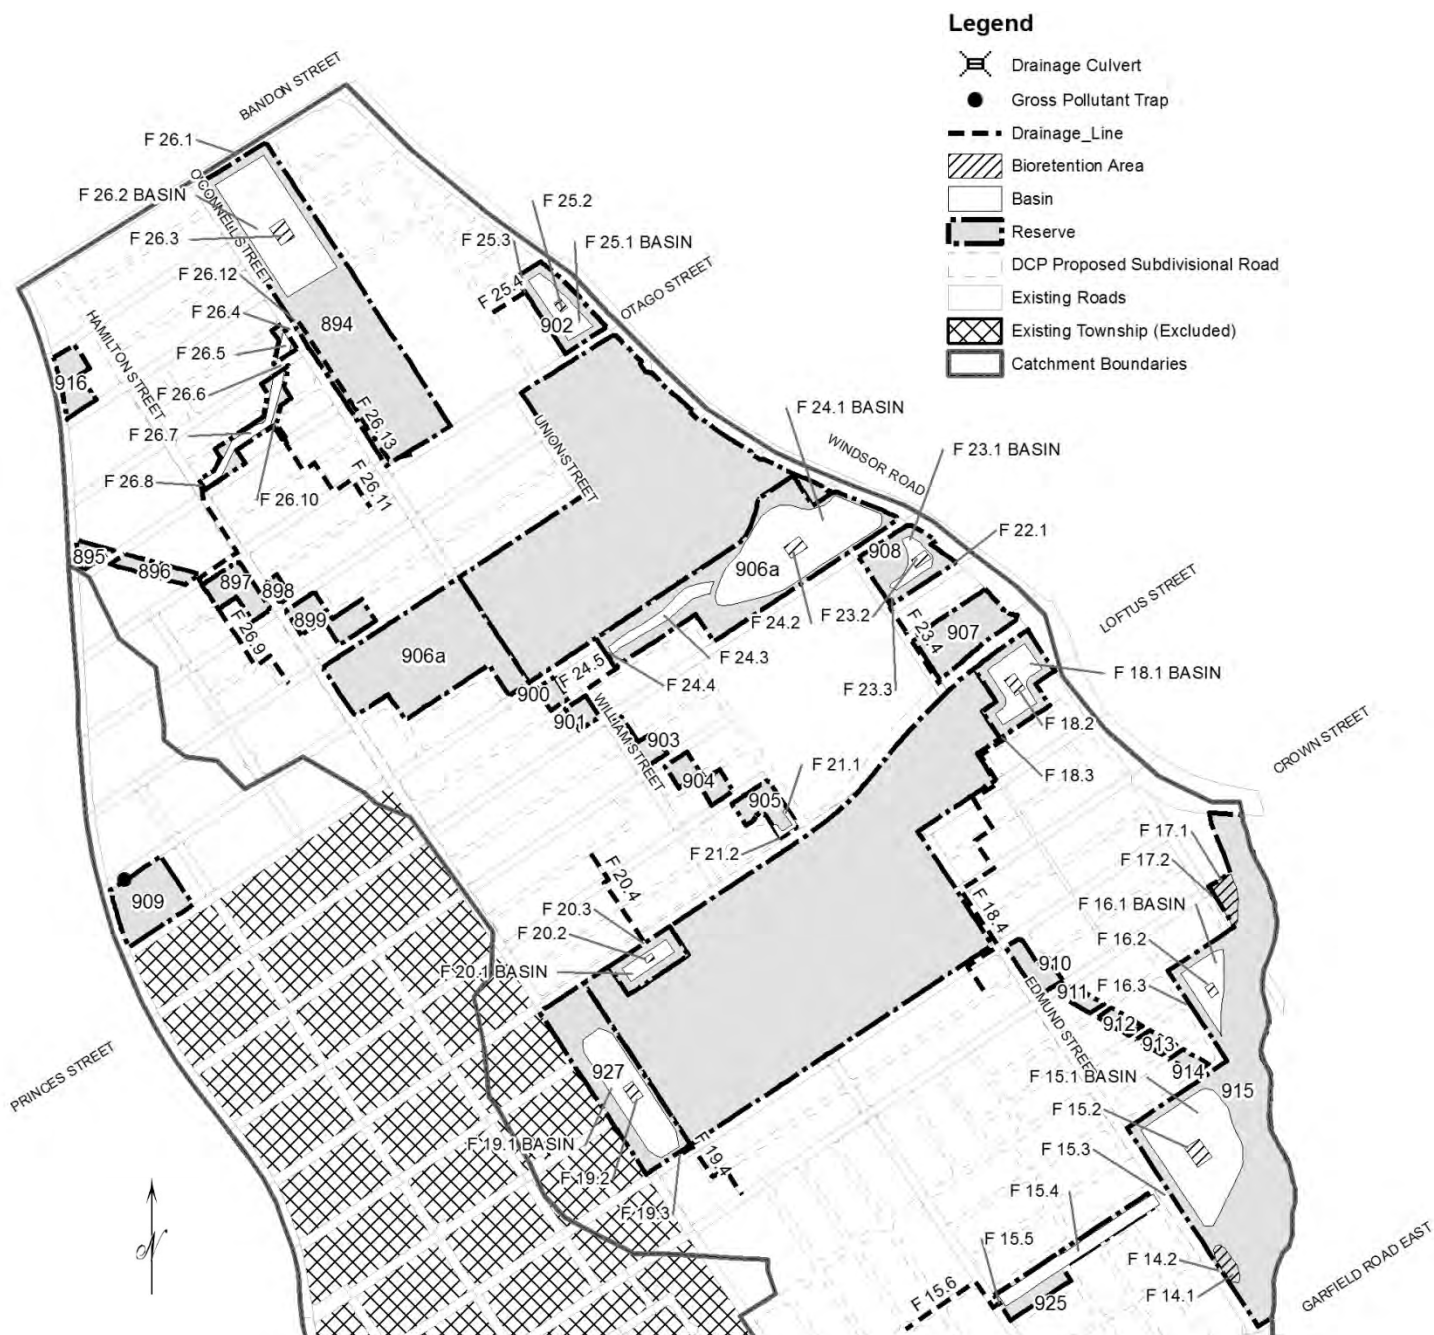 Legend
Drainage Culvert
Gross Pollutant Trap
Drainage_Line
Bioretention Area
Basin
Reserve
DCP Proposed Subdivisional Road
Existing Roads
Existing Township (Excluded)
Catchment Boundaries
BANDON STREET
F 26.1
O'CONNELL STREET
F 26.2 BASIN
F 26.3
F 26.12
F 26.4
894
F 26.5
HAMILTON STREET
F 26.6
916
F 26.7
F 26.13
F 26.8
F 26.10
F 26.11
F 25.2
F 25.3
F 25.1 BASIN
F 25.4
902
OTAGO STREET
UNION STREET
F 24.1 BASIN
WINDSOR ROAD
F 23.1 BASIN
F 22.1
908
906a
F 24.2
F 23.2
F 23.4
907
LOFTUS STREET
895
896
897
898
899
F 26.9
906a
F 24.3
F 24.5
F 24.4
F 23.3
900
901
WILLIAM STREET
903
904
905
F 21.1
F 21.2
F 18.1 BASIN
F 18.2
F 18.3
CROWN STREET
909
F 20.4
F 20.3
F 20.2
F 20.1 BASIN
F 18.4
F 17.1
F 17.2
F 16.1 BASIN
F 16.2
F 16.3
910
911
912
913
914
EDMUND STREET
915
PRINCES STREET
927
F 19.1 BASIN
F 19.2
F 19.3
F 19.4
F 15.1 BASIN
F 15.2
F 15.3
F 15.4
F 15.5
F 15.6
925
F 14.2
F 14.1
GARFIELD ROAD EAST
N